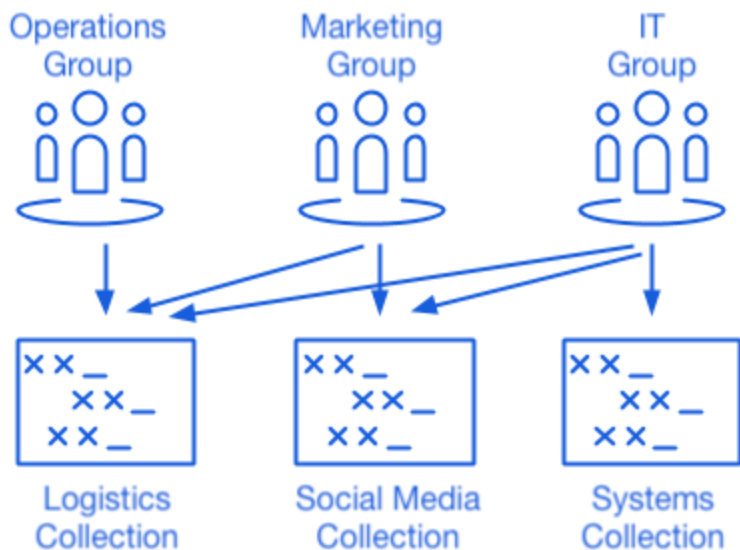 Operations
Group
Marketing
Group
IT
Group
××_
××_
××_
××_
××_
××_
××_
××_
××_
Logistics
Collection
Social Media
Collection
Systems
Collection